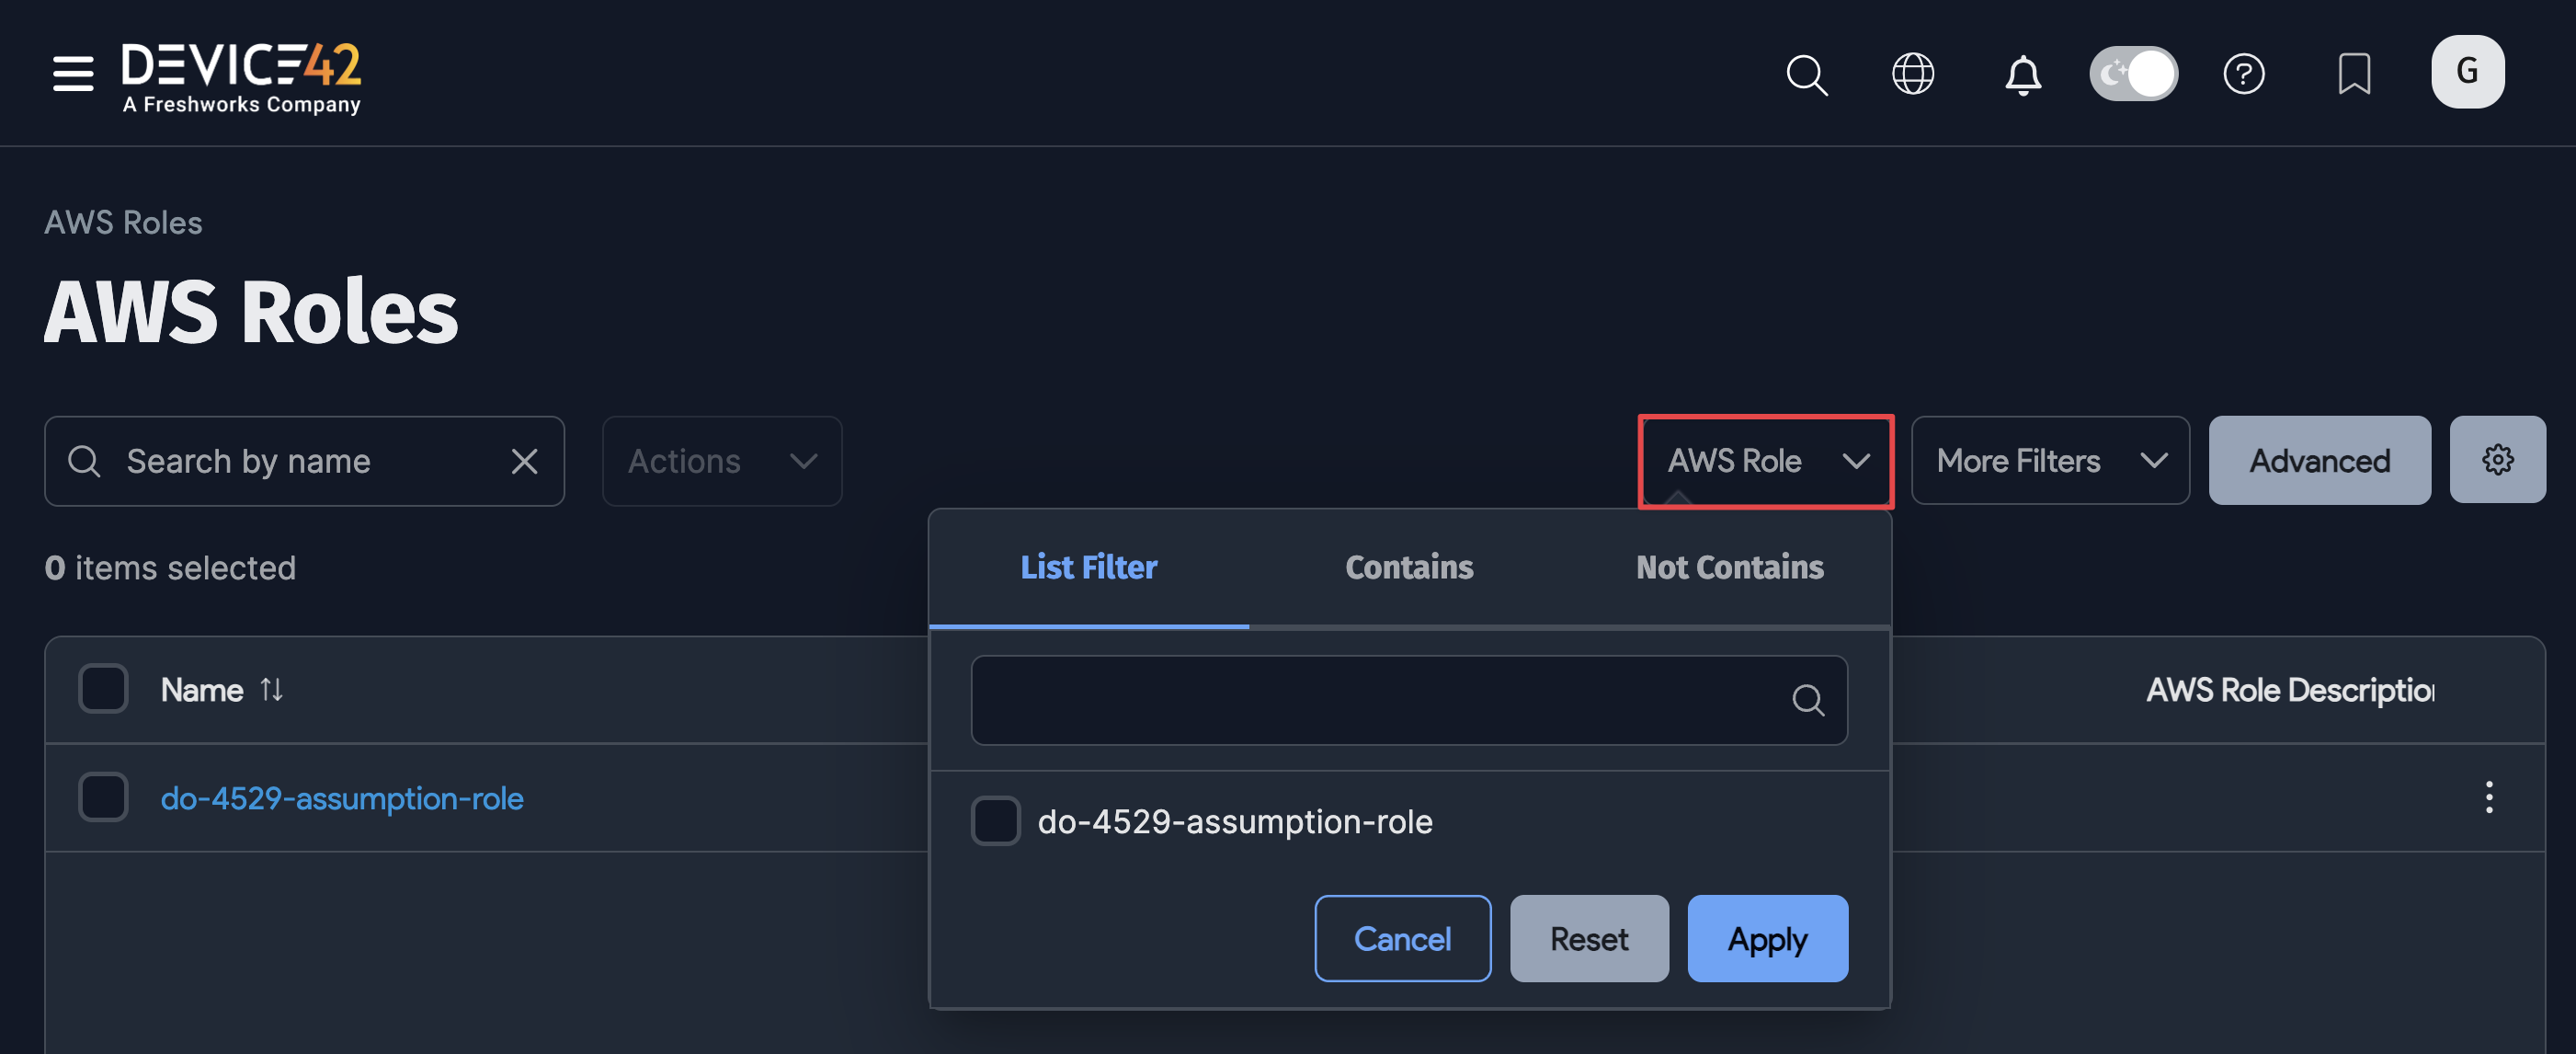 DEVICE42
A Freshworks Company
G
AWS Roles
AWS Roles
Search by name
Actions
AWS Role
More Filters
Advanced
0 items selected
List Filter
Contains
Not Contains
Name
AWS Role Description
do-4529-assumption-role
do-4529-assumption-role
Cancel
Reset
Apply